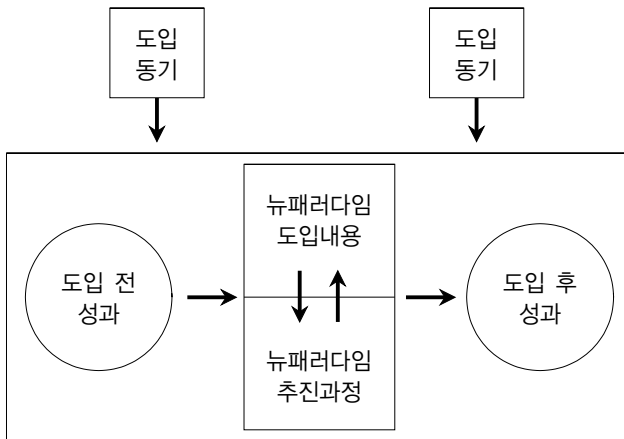 도입
동기
도입
동기
뉴패러다임
도입내용
도입 전
성과
도입 후
성과
뉴패러다임
추진과정